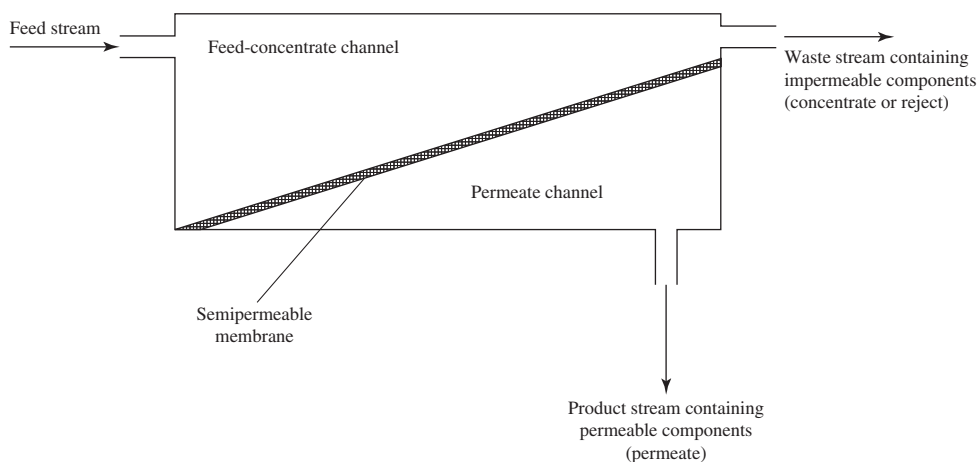 Feed stream
Feed-concentrate channel
Waste stream containing
impermeable components
(concentrate or reject)
Permeate channel
Semipermeable
membrane
Product stream containing
permeable components
(permeate)